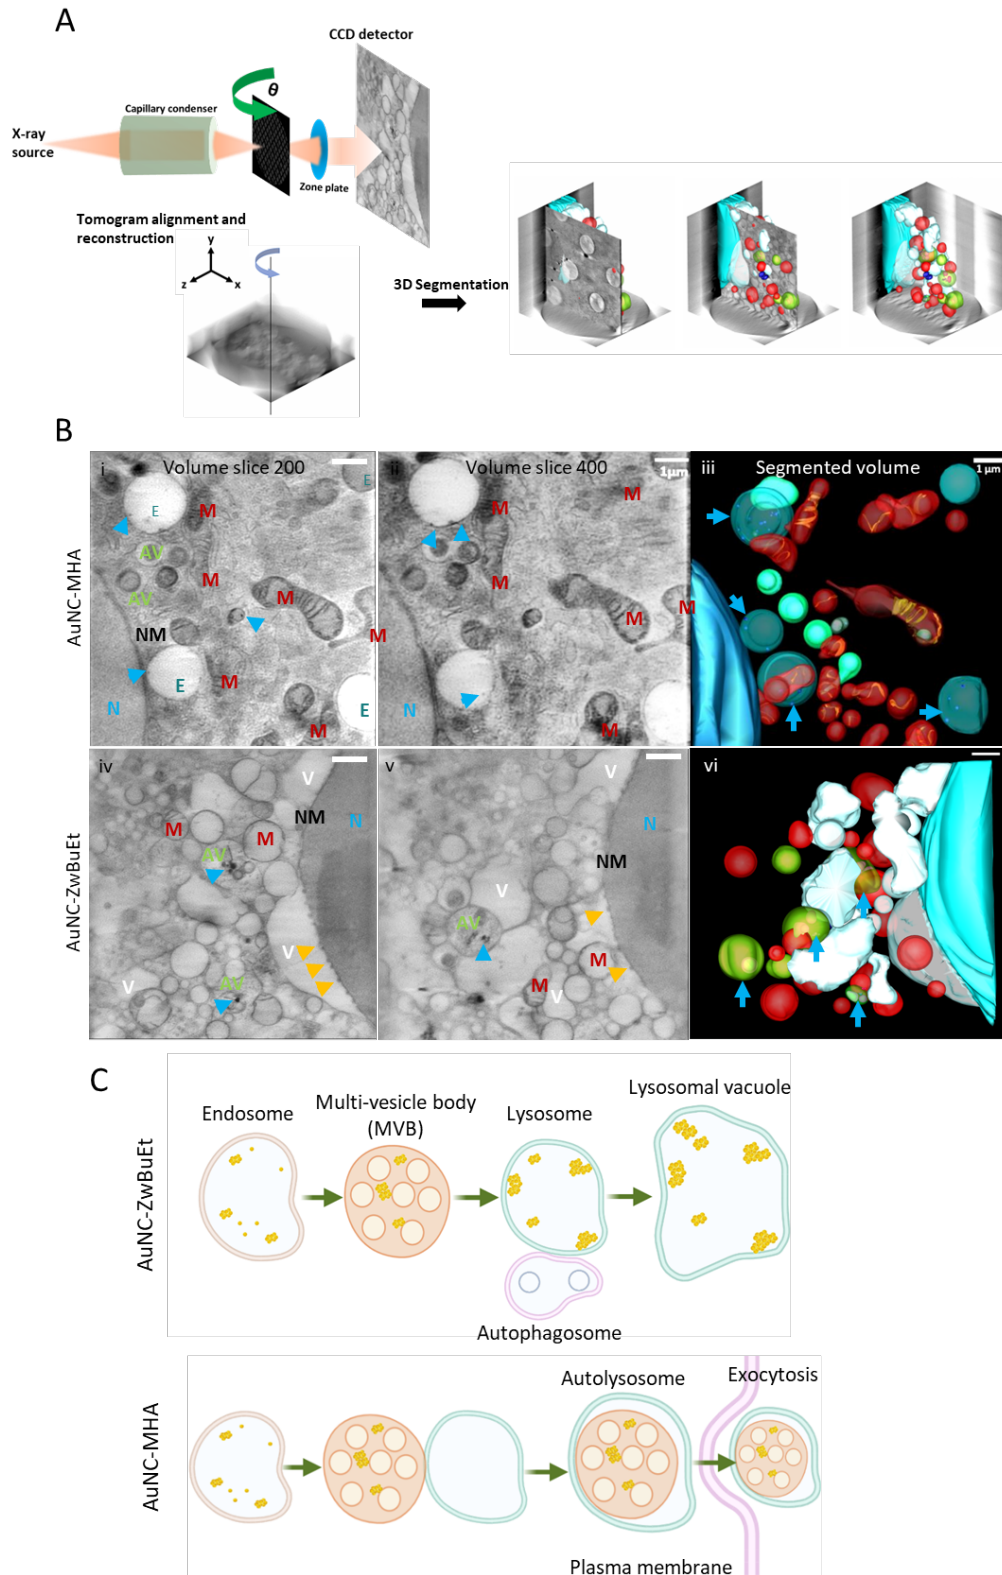 A
CCD detector
θ
Capillary condenser
X-ray
source
Zone plate
Tomogram alignment and
reconstruction
y
z
x
3D Segmentation
B
AuNC-MHA
i
Volume slice 200
E
E
M
AV
M
AV
M
NM
M
E
M
N
E
M
ii
Volume slice 400
1μm
M
M
M
M
M
N
M
iii
Segmented volume
1 μm
AuNC-ZwBuEt
iv
V
NM
N
M
M
AV
V
V
AV
v
V
N
NM
V
AV
M
M
V
vi
C
AuNC-ZwBuEt
Endosome
Multi-vesicle body
(MVB)
Lysosome
Lysosomal vacuole
Autophagosome
AuNC-MHA
Autolysosome
Exocytosis
Plasma membrane